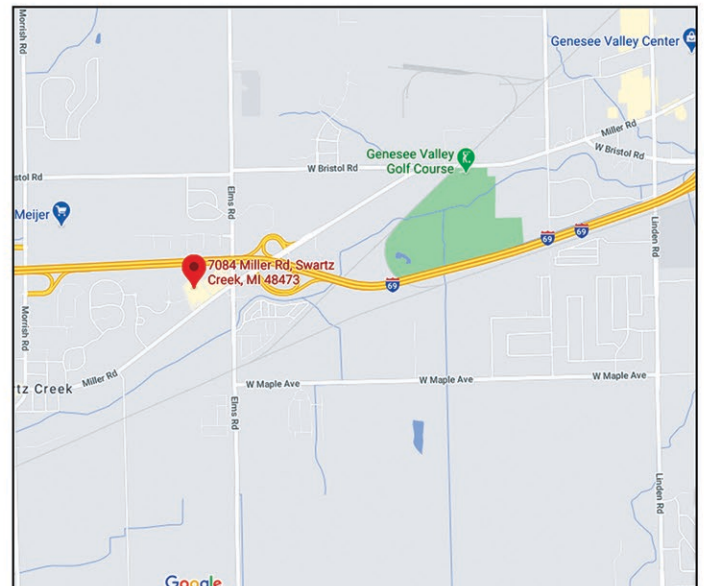 Morrish Rd
Genesee Valley Center
Miller Rd
W Bristol Rd
Genesee Valley
Golf Course
W Bristol Rd
stol Rd
Elms Rd
Meijer
Linden Rd
69
69
7084 Miller Rd, Swartz
Creek, MI 48473
69
Morrish Rd
Miller Rd
tz Creek
W Maple Ave
W Maple Ave
W Maple Ave
Elms Rd
Linden Rd
Google